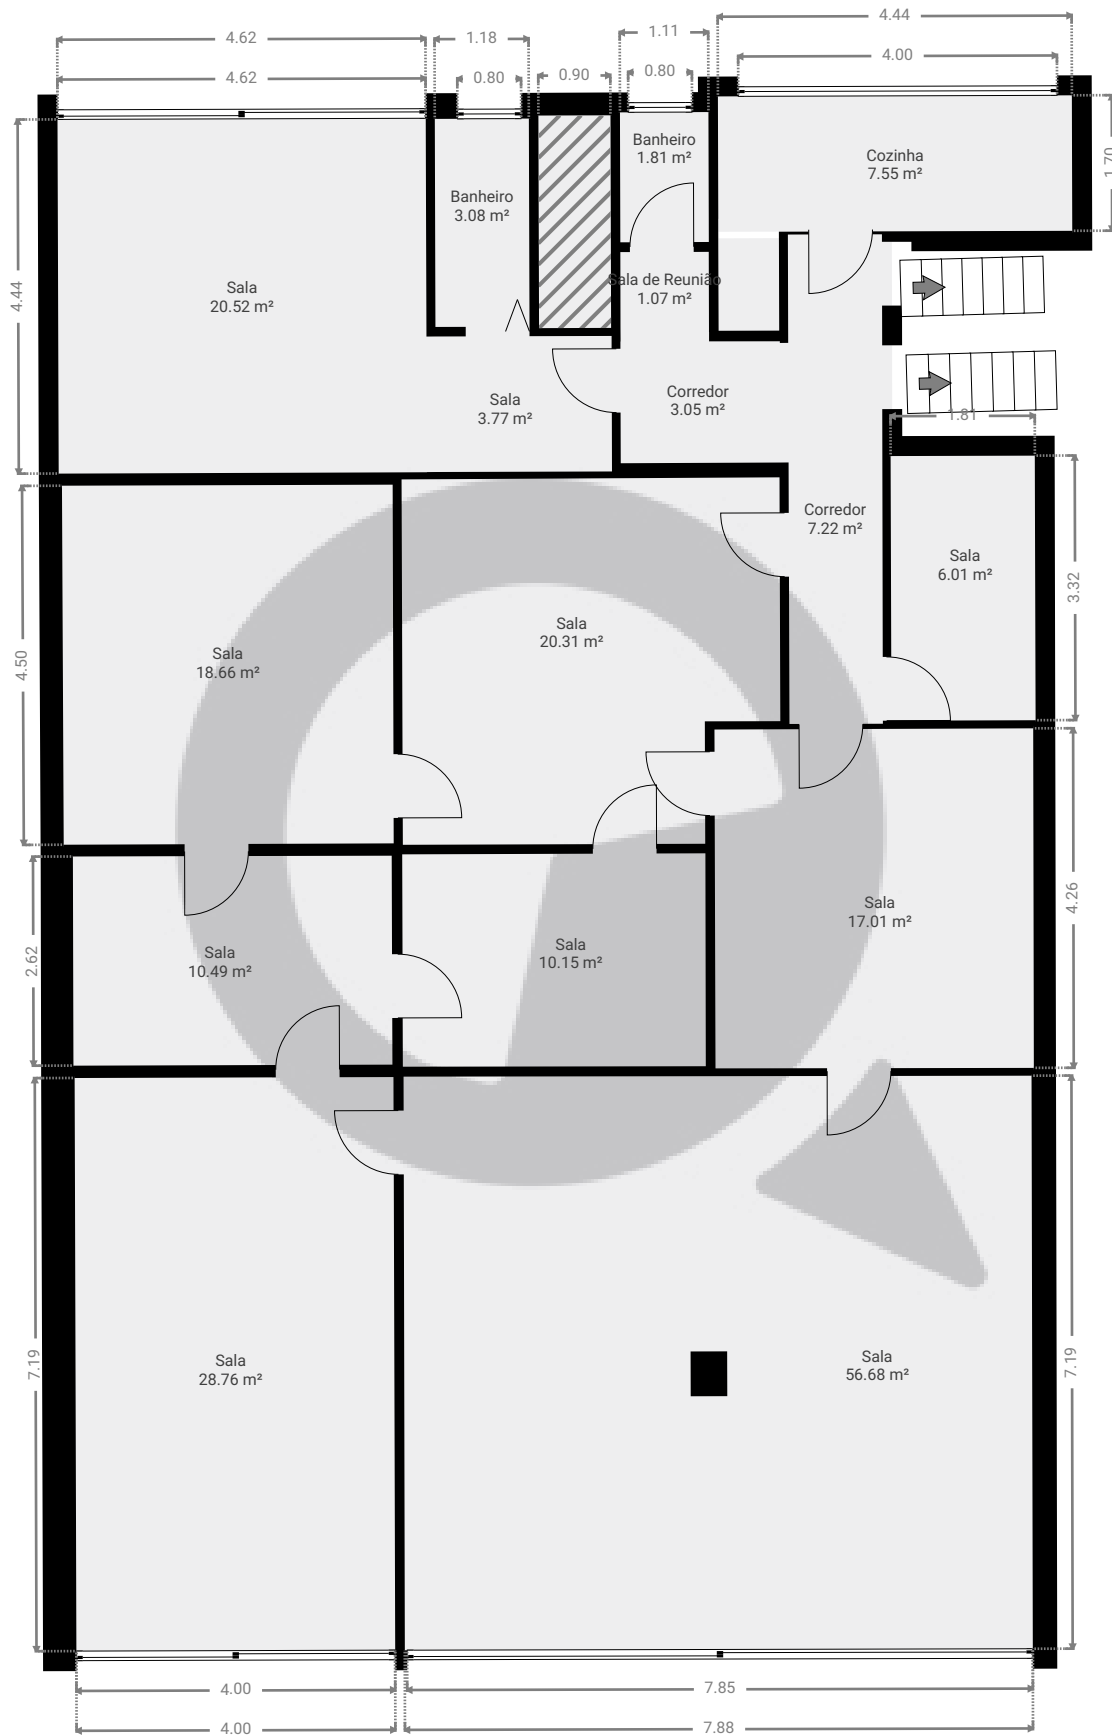 4.44
4.62
1.18
1.11
4.00
4.62
0.80
0.90
0.80
Banheiro
1.81 m²
Cozinha
7.55 m²
1.70
Banheiro
3.08 m²
Sala
20.52 m²
4.44
Sala de Reunião
1.07 m²
Sala
3.77 m²
Corredor
3.05 m²
1.81
Corredor
7.22 m²
Sala
6.01 m²
3.32
Sala
20.31 m²
Sala
18.66 m²
4.50
Sala
17.01 m²
4.26
Sala
10.49 m²
2.62
Sala
10.15 m²
Sala
28.76 m²
7.19
Sala
56.68 m²
7.19
4.00
7.85
4.00
7.88